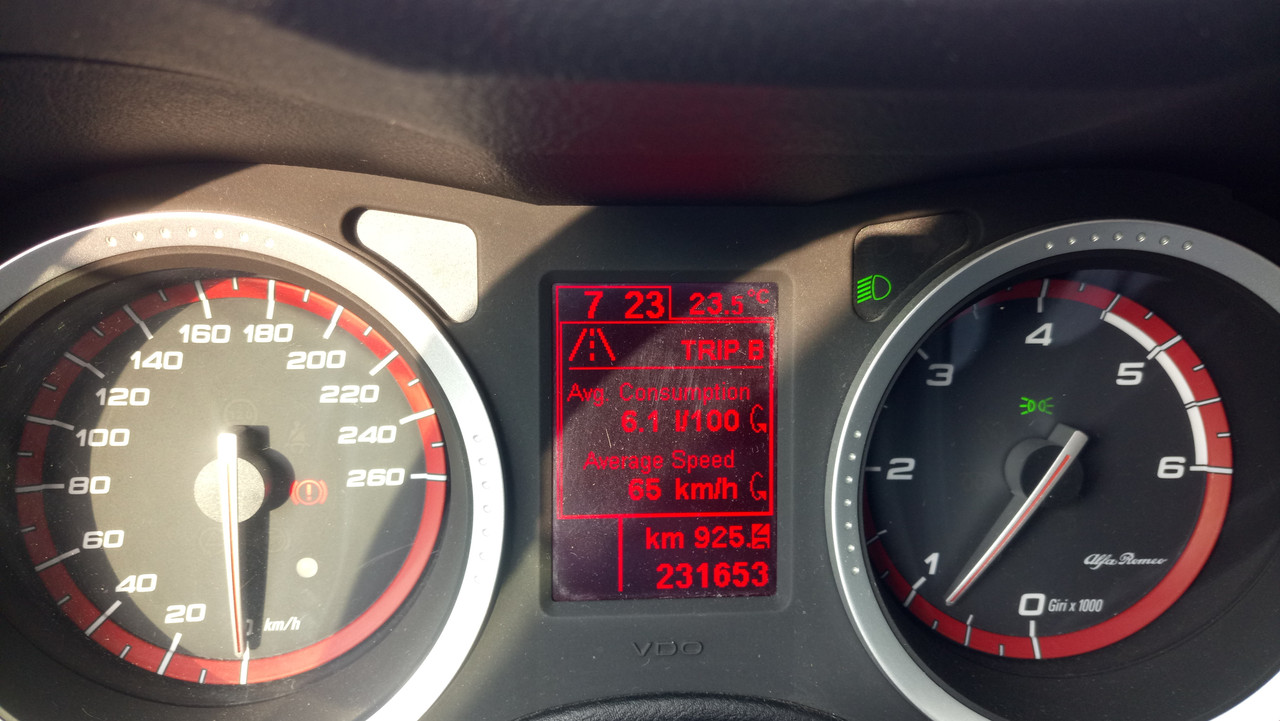 160 180
140
200
120
220
100
240
80
260
60
40
20
km/h
7 23 23.5°C
TRIP B
Avg. Consumption
6.1 l/100
Average Speed
65 km/h
km 925.
231653
VDO
4
3
5
2
6
1
Alfa Romeo
0 Giri x 1000